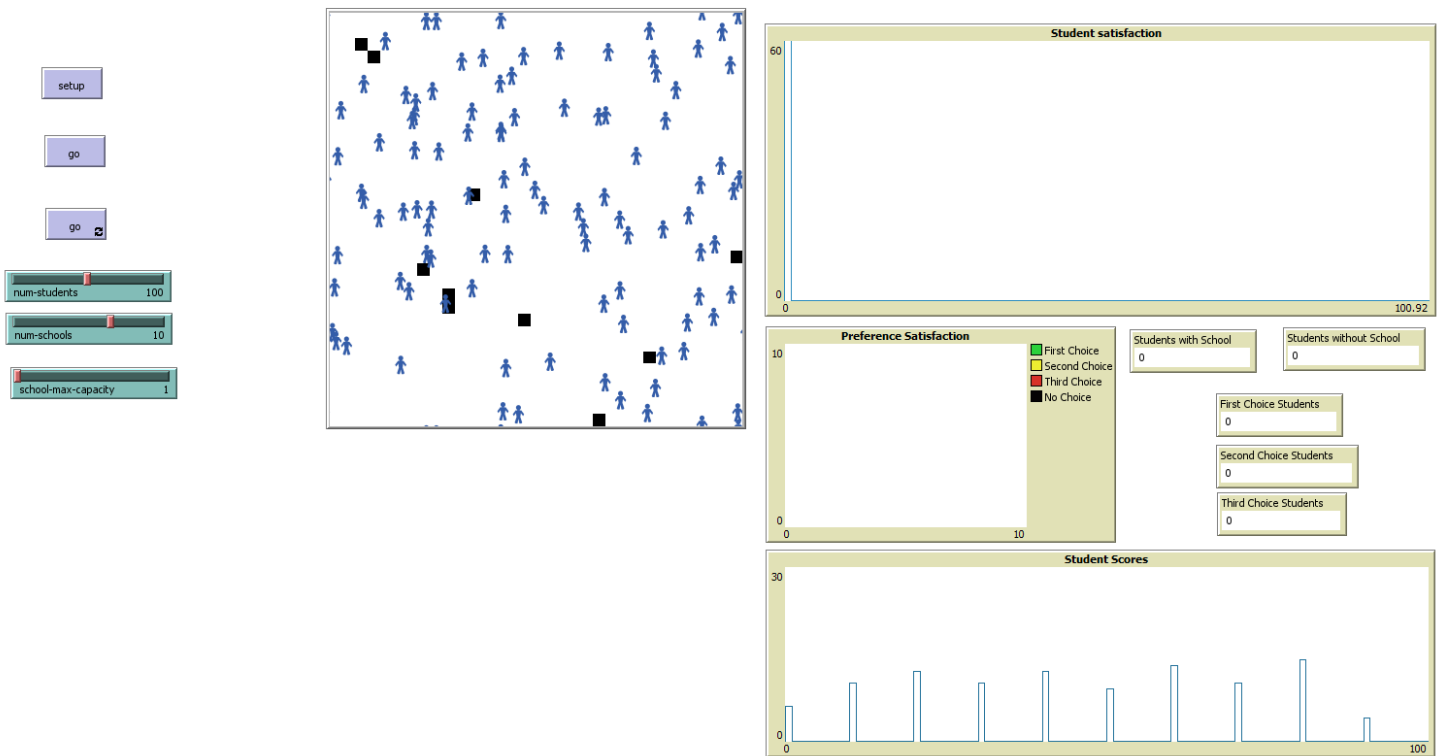 setup
go
go
num-students 100
num-schools 10
school-max-capacity 1
Student satisfaction
60
0
0 100.92
Preference Satisfaction
10
0
0 10
First Choice
Second Choice
Third Choice
No Choice
Students with School
0
Students without School
0
First Choice Students
0
Second Choice Students
0
Third Choice Students
0
Student Scores
30
0
0 100